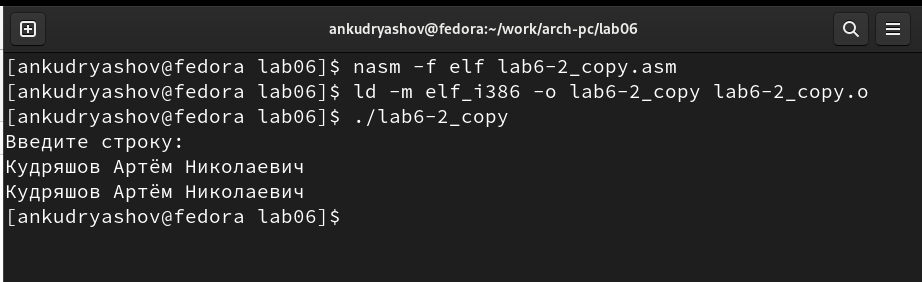 ankudryashov@fedora:~/work/arch-pc/lab06
[ankudryashov@fedora lab06]$ nasm -f elf lab6-2_copy.asm
[ankudryashov@fedora lab06]$ ld -m elf_i386 -o lab6-2_copy lab6-2_copy.o
[ankudryashov@fedora lab06]$ ./lab6-2_copy
Введите строку:
Кудряшов Артём Николаевич
Кудряшов Артём Николаевич
[ankudryashov@fedora lab06]$